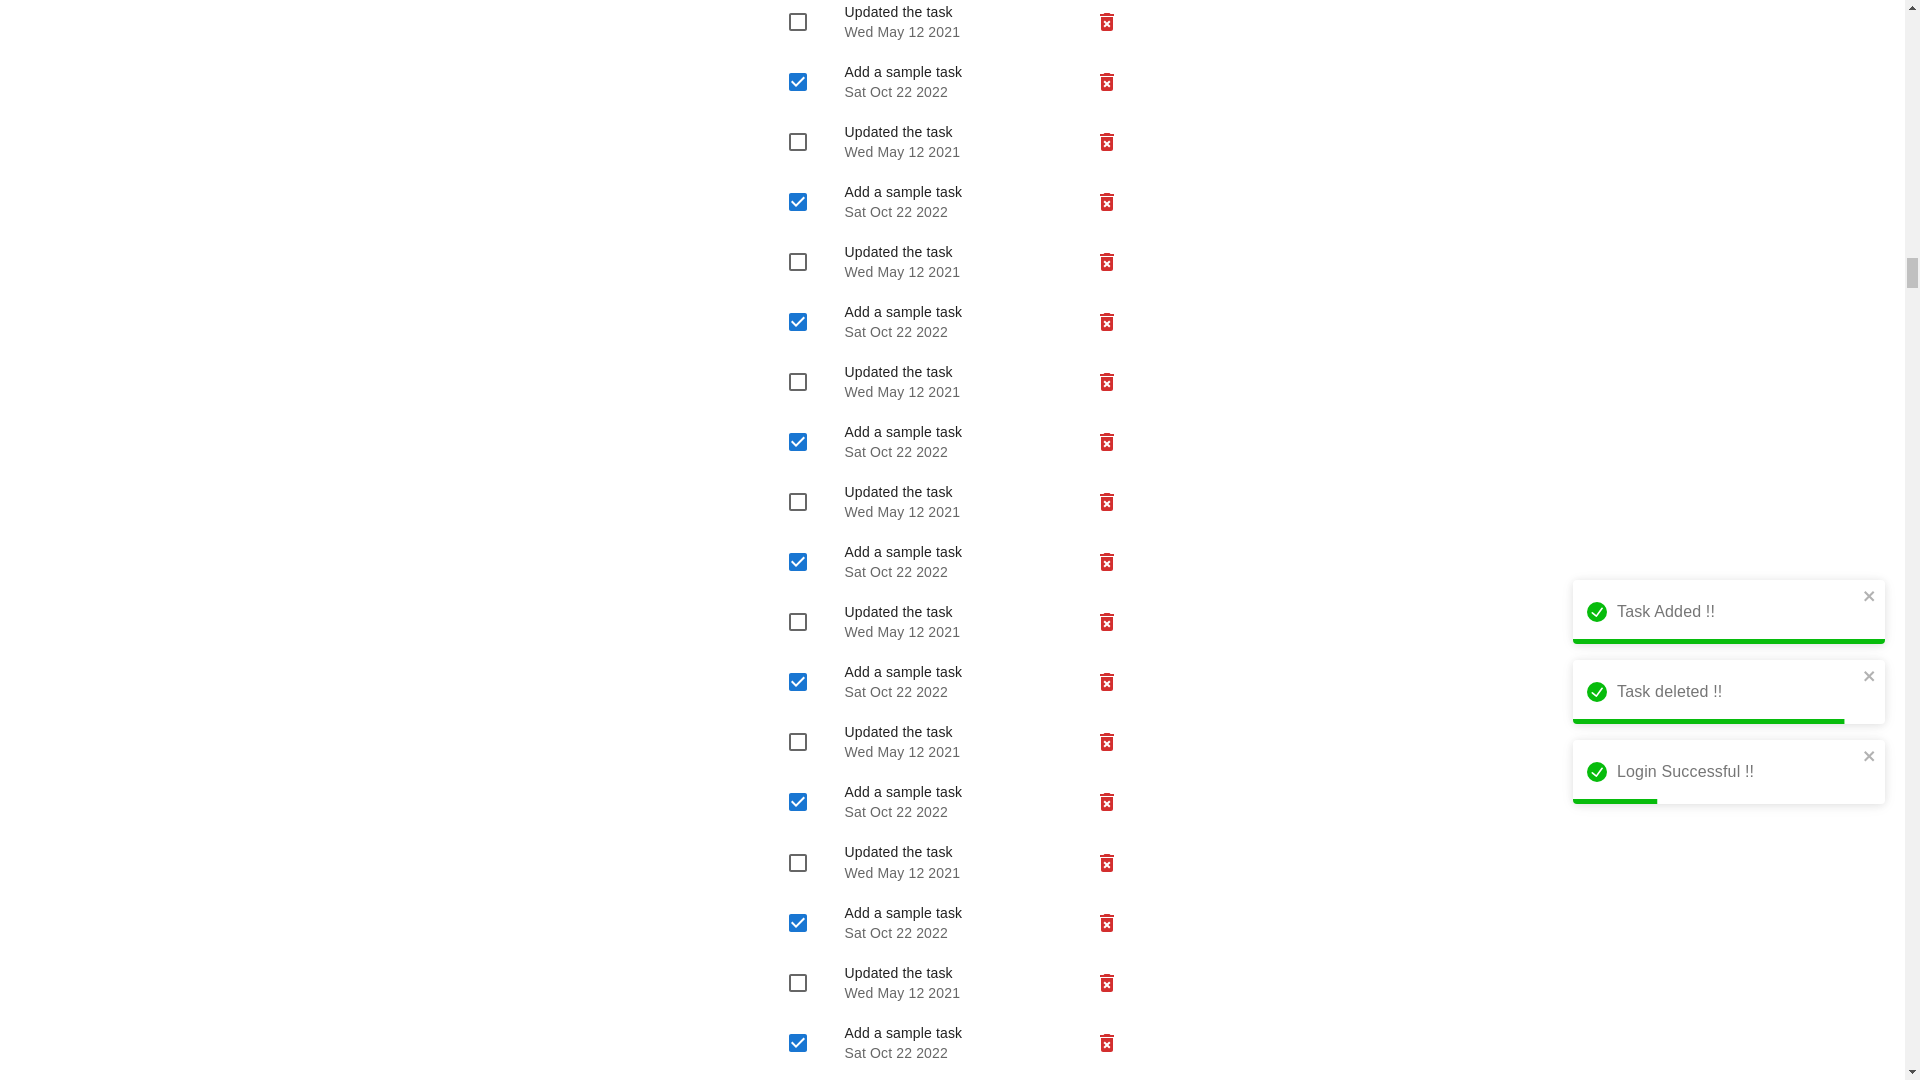 Updated the task
Wed May 12 2021
Add a sample task
Sat Oct 22 2022
Updated the task
Wed May 12 2021
Add a sample task
Sat Oct 22 2022
Updated the task
Wed May 12 2021
Add a sample task
Sat Oct 22 2022
Updated the task
Wed May 12 2021
Add a sample task
Sat Oct 22 2022
Updated the task
Wed May 12 2021
Add a sample task
Sat Oct 22 2022
Updated the task
Wed May 12 2021
Add a sample task
Sat Oct 22 2022
Updated the task
Wed May 12 2021
Add a sample task
Sat Oct 22 2022
Updated the task
Wed May 12 2021
Add a sample task
Sat Oct 22 2022
Updated the task
Wed May 12 2021
Add a sample task
Sat Oct 22 2022
Task Added !!
Task deleted !!
Login Successful !!